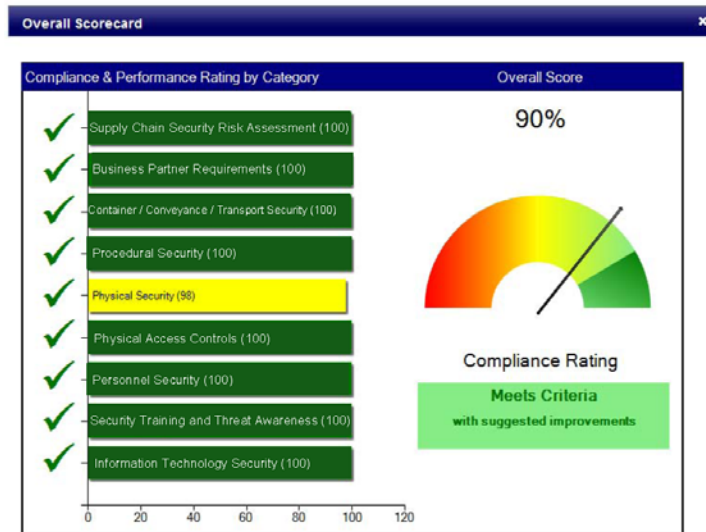 Overall Scorecard
×
Compliance & Performance Rating by Category
Overall Score
Supply Chain Security Risk Assessment (100)
Business Partner Requirements (100)
Container / Conveyance / Transport Security (100)
Procedural Security (100)
Physical Security (98)
Physical Access Controls (100)
Personnel Security (100)
Security Training and Threat Awareness (100)
Information Technology Security (100)
0 20 40 60 80 100 120
90%
Compliance Rating
Meets Criteria
with suggested improvements